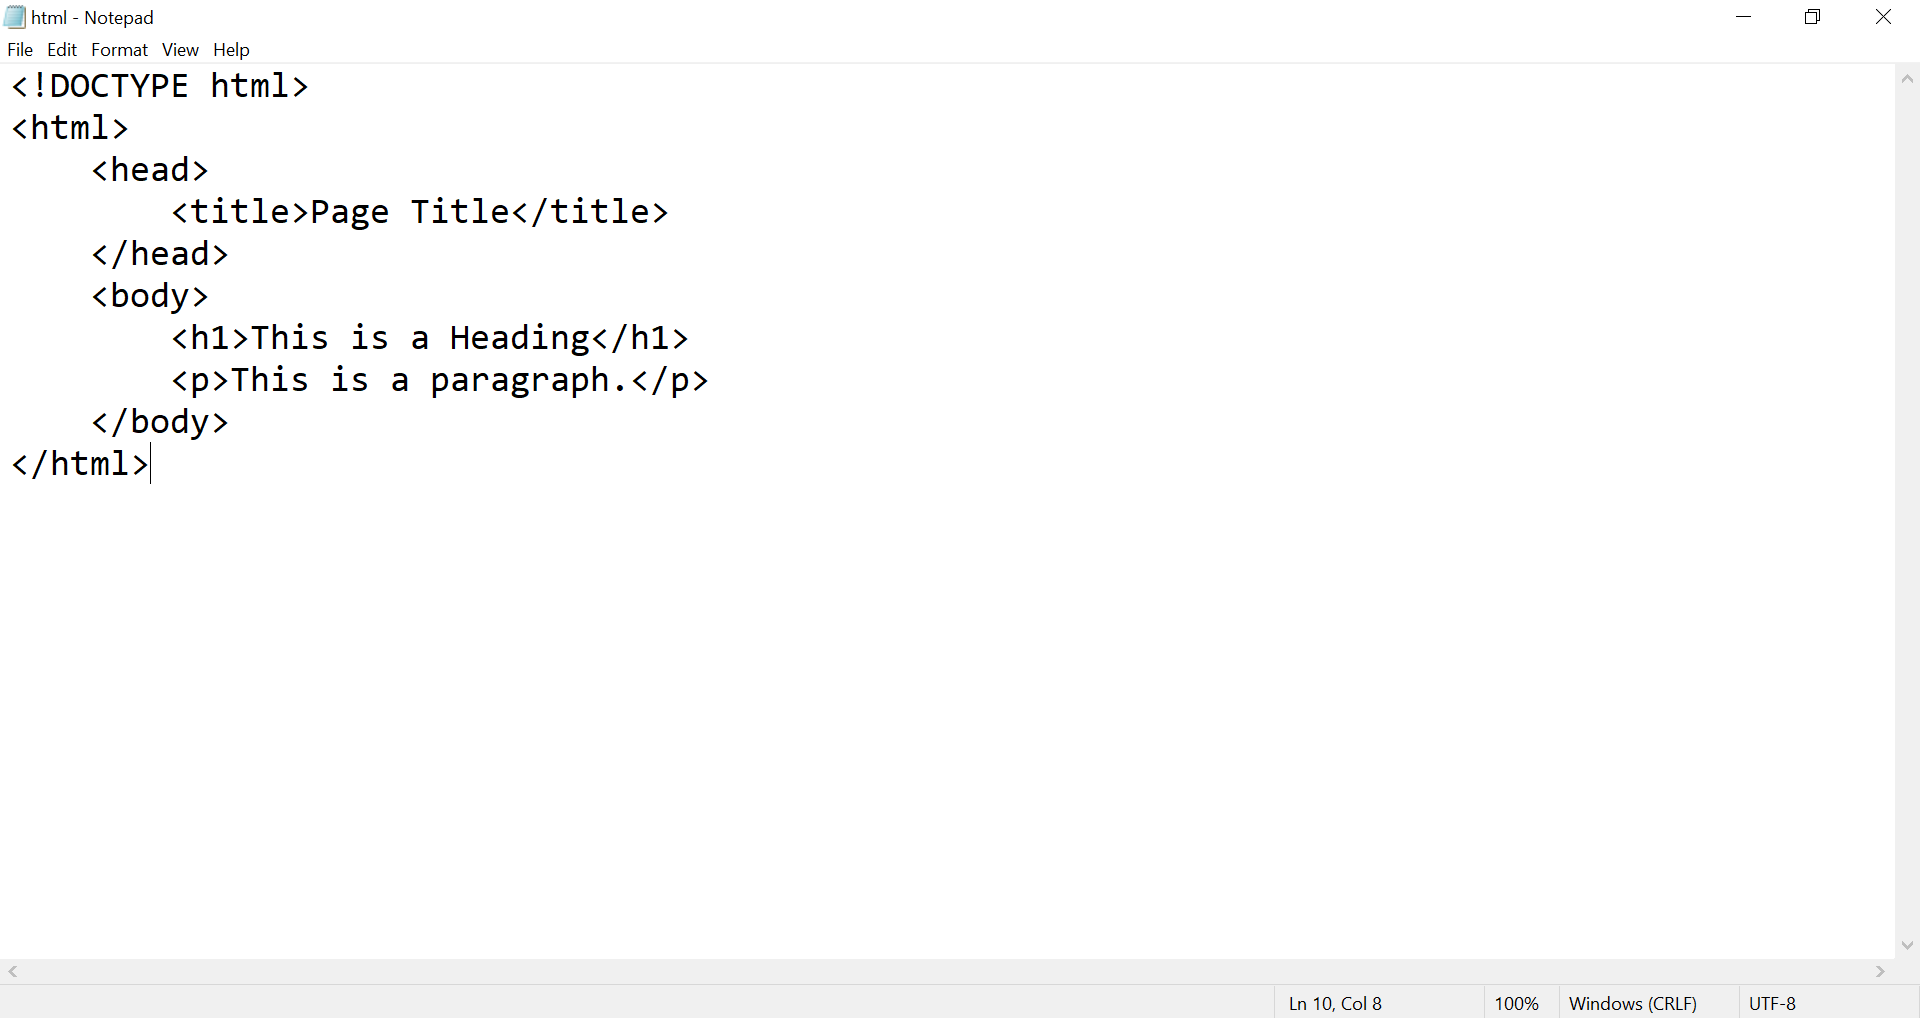 html - Notepad
File Edit Format View Help
<!DOCTYPE html>
<html>
    <head>
        <title>Page Title</title>
    </head>
    <body>
        <h1>This is a Heading</h1>
        <p>This is a paragraph.</p>
    </body>
</html>
Ln 10, Col 8 100% Windows (CRLF) UTF-8